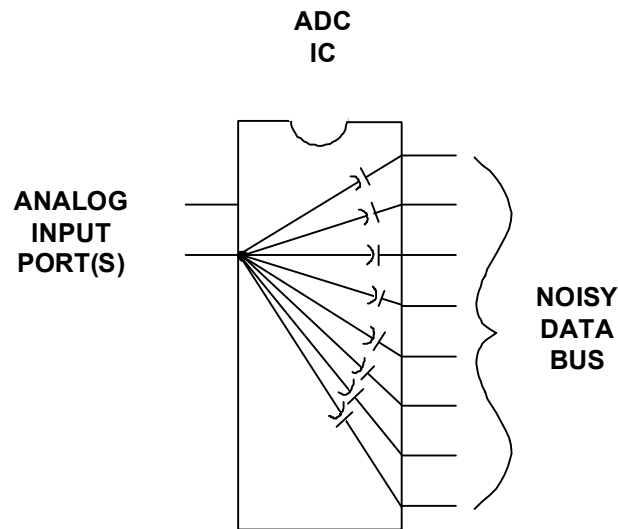 ADC
IC
ANALOG
INPUT
PORT(S)
NOISY
DATA
BUS